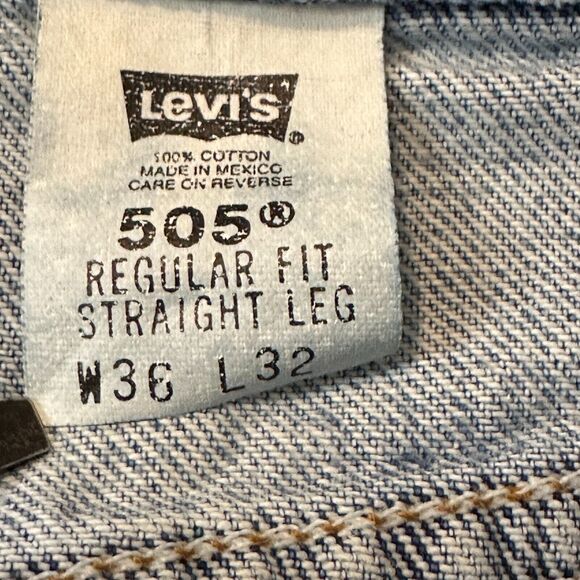 Levi's ®
100% COTTON
MADE IN MEXICO
CARE ON REVERSE
505®
REGULAR FIT
STRAIGHT LEG
W36 L32